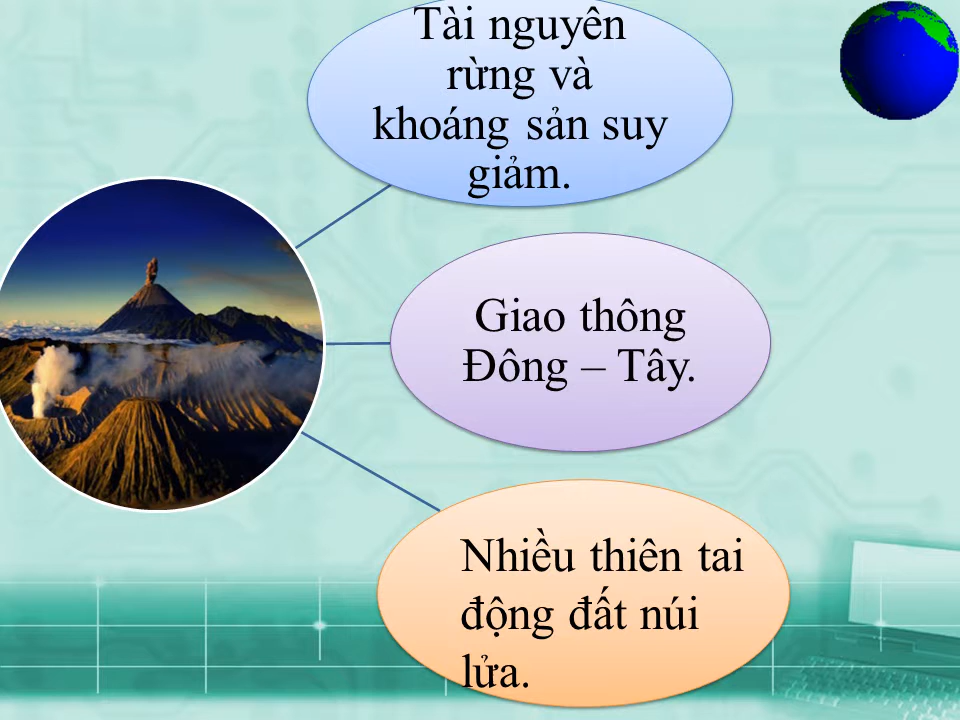 Tài nguyên
rừng và
khoáng sản suy
giảm.
Giao thông
Đông – Tây.
Nhiều thiên tai
động đất núi
lửa.